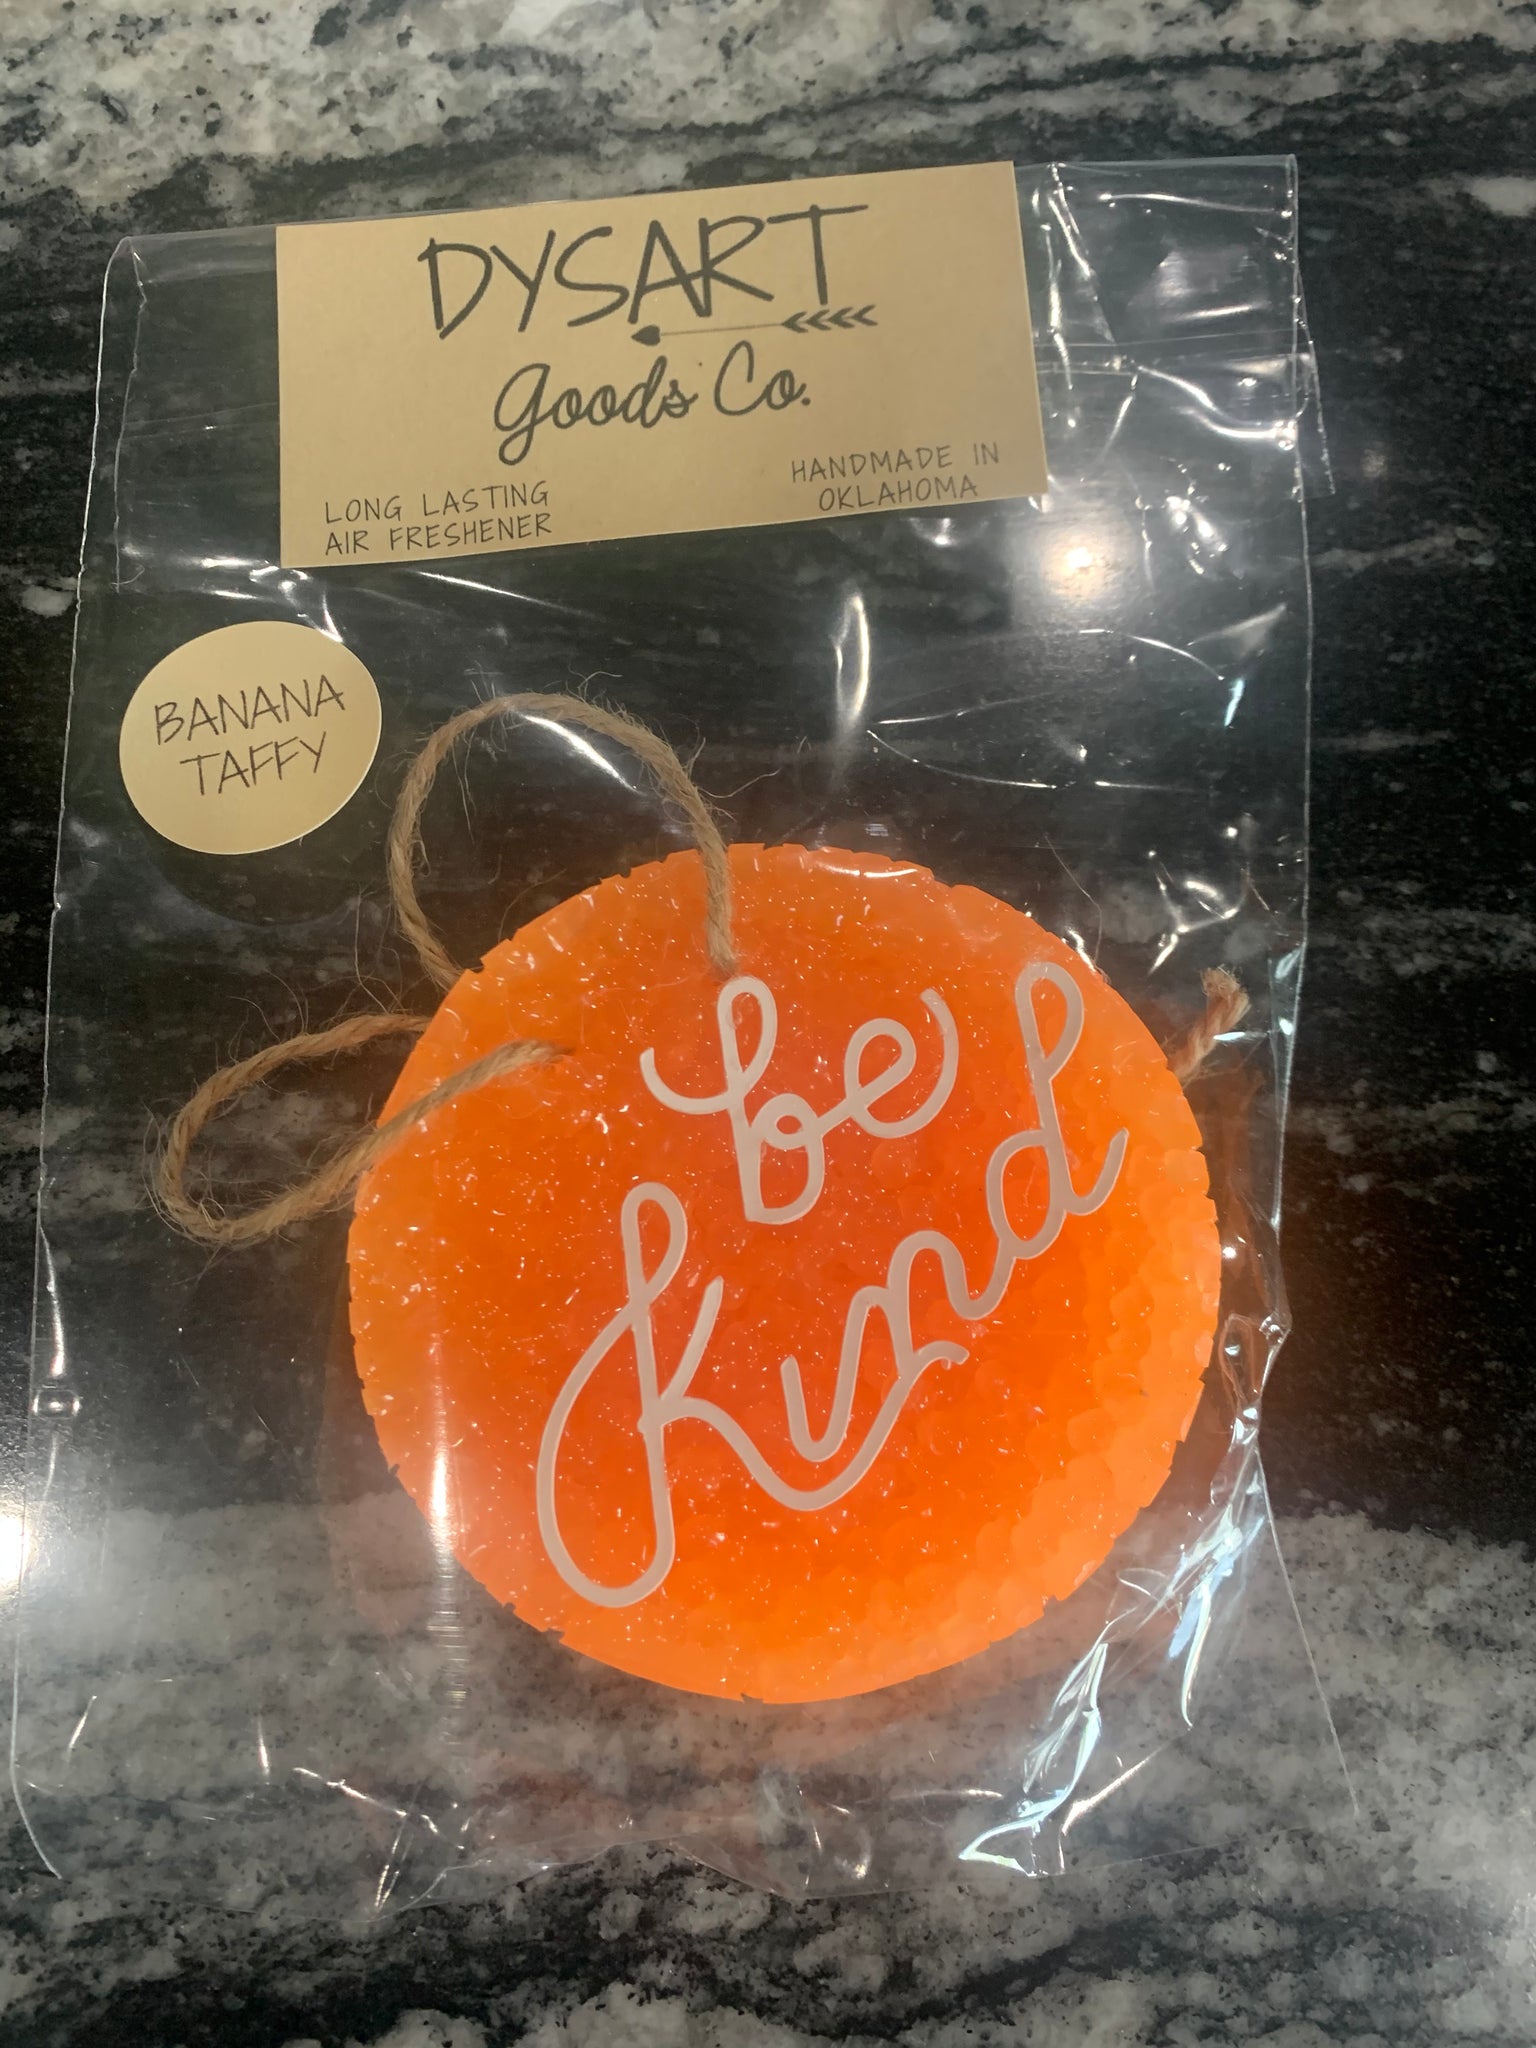 DYSART
Goods Co.
LONG LASTING
AIR FRESHENER
HANDMADE IN
OKLAHOMA
BANANA
TAFFY
be
kind